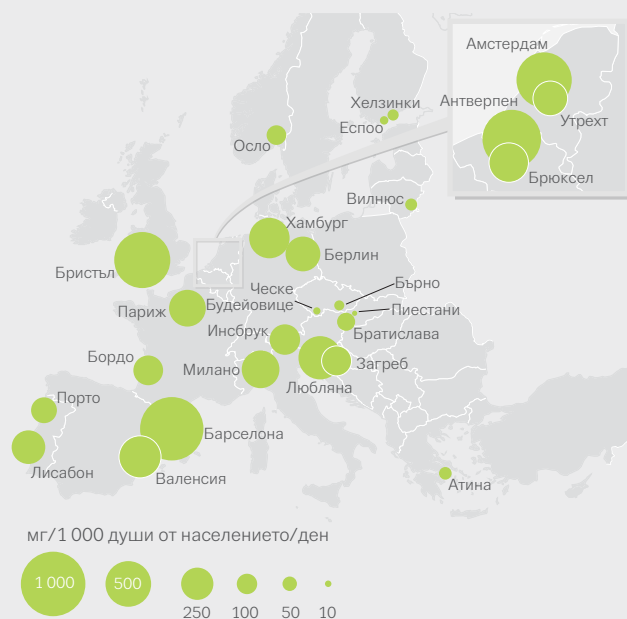 Амстердам
Антверпен
Утрехт
Брюксел
Хелзинки
Еспоо
Осло
Вилнюс
Хамбург
Берлин
Бристъл
Ческе
Будейовице
Бърно
Пиестани
Париж
Братислава
Инсбрук
Бордо
Милано
Загреб
Любляна
Порто
Барселона
Лисабон
Валенсия
Атина
мг/1 000 души от населението/ден
1 000
500
250
100
50
10